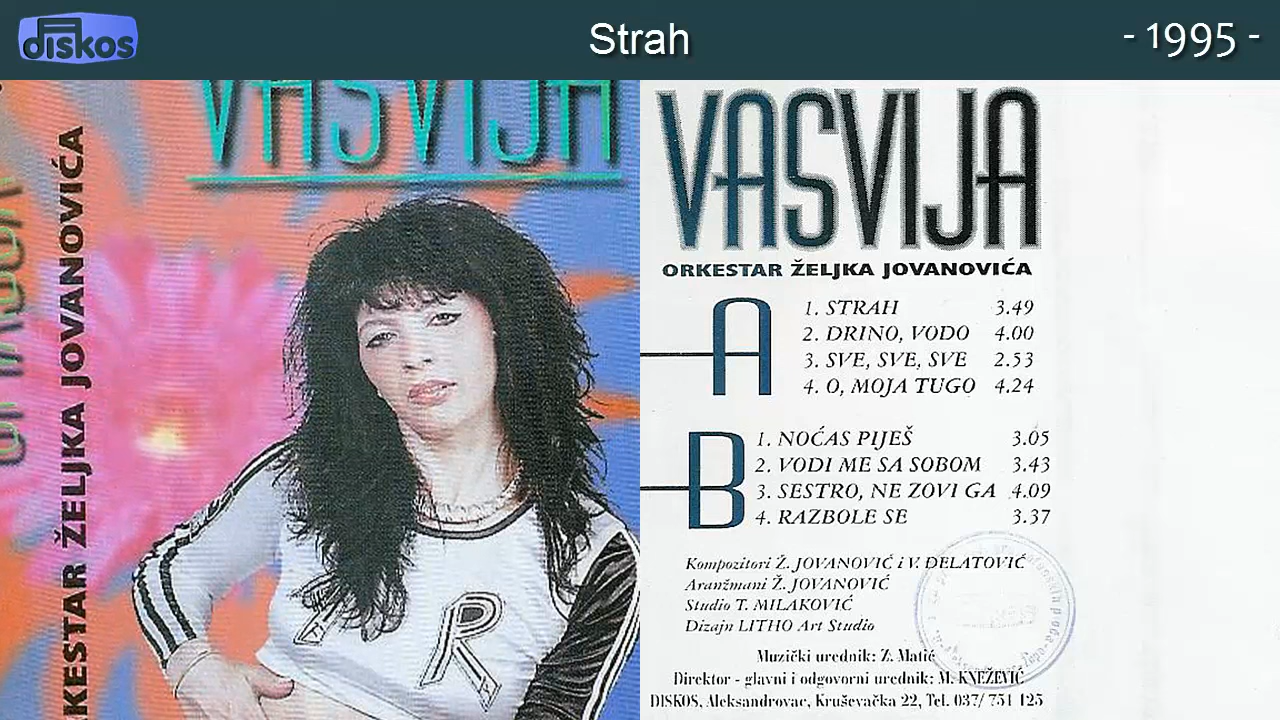 diskos
Strah
- 1995 -
VASVIJA
ORKESTAR ŽELJKA JOVANOVIĆA
R
VASVIJA
ORKESTAR ŽELJKA JOVANOVIĆA
A
1. STRAH 3.49
2. DRINO, VODO 4.00
3. SVE, SVE, SVE 2.53
4. O, MOJA TUGO 4.24
B
1. NOĆAS PIJEŠ 3.05
2. VODI ME SA SOBOM 3.43
3. SESTRO, NE ZOVI GA 4.09
4. RAZBOLE SE 3.37
Kompozitori Ž. JOVANOVIĆ i V. DELATOVIĆ
Aranžmani Ž. JOVANOVIĆ
Studio T. MILAKOVIĆ
Dizajn LITHO Art Studio
Muzički urednik: Z. Matić
Direktor - glavni i odgovorni urednik: M. KNEŽEVIĆ
DISKOS, Aleksandrovac, Kruševačka 22, Tel. 037/ 751 125